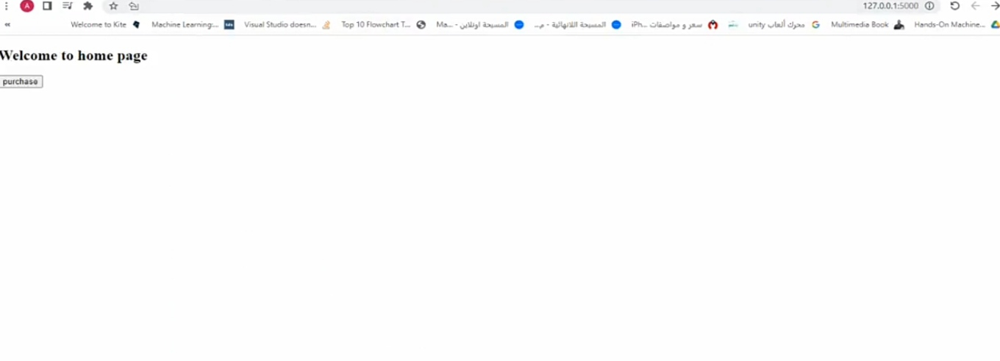 127.0.0.1:5000
Welcome to Kite Machine Learning:... Visual Studio doesn... Top 10 Flowchart T... Ma... - المسبحة اونلاين المسبحة اللانهائية - م... سعر و مواصفات iPh... محرك ألعاب unity Multimedia Book Hands-On Machine...
Welcome to home page
purchase